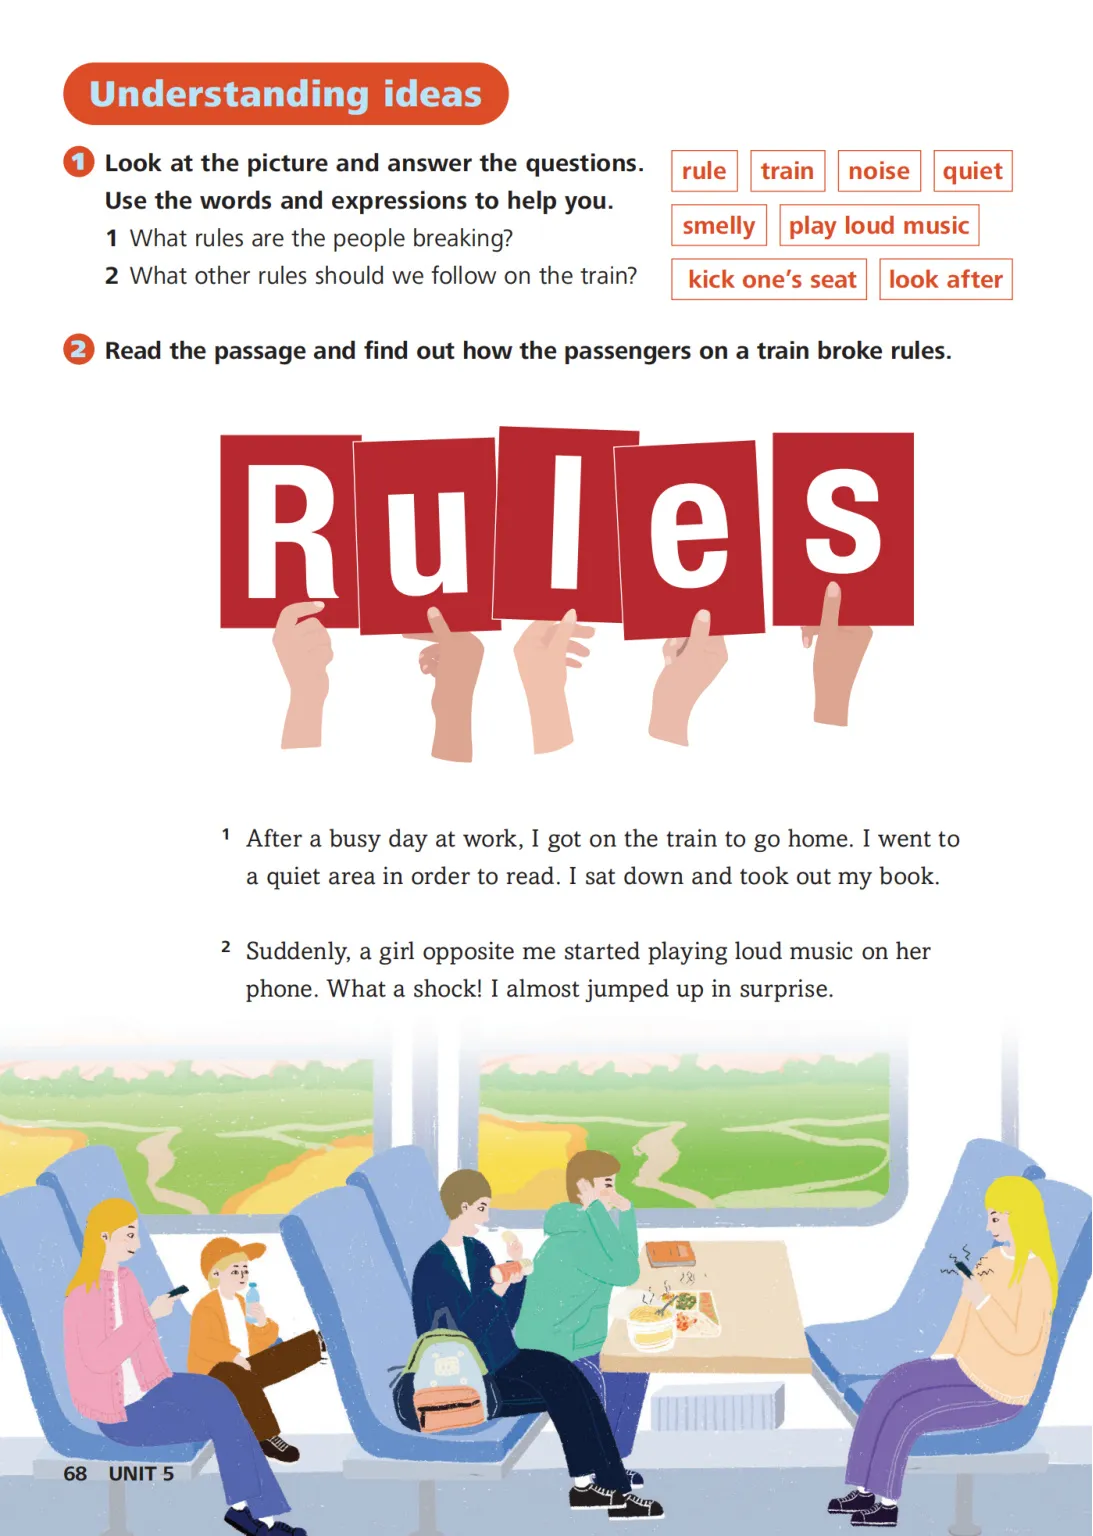 Understanding ideas
1 Look at the picture and answer the questions.
Use the words and expressions to help you.
1 What rules are the people breaking?
2 What other rules should we follow on the train?
rule train noise quiet
smelly play loud music
kick one's seat look after
2 Read the passage and find out how the passengers on a train broke rules.
Rules
1 After a busy day at work, I got on the train to go home. I went to
a quiet area in order to read. I sat down and took out my book.
2 Suddenly, a girl opposite me started playing loud music on her
phone. What a shock! I almost jumped up in surprise.
68 UNIT 5